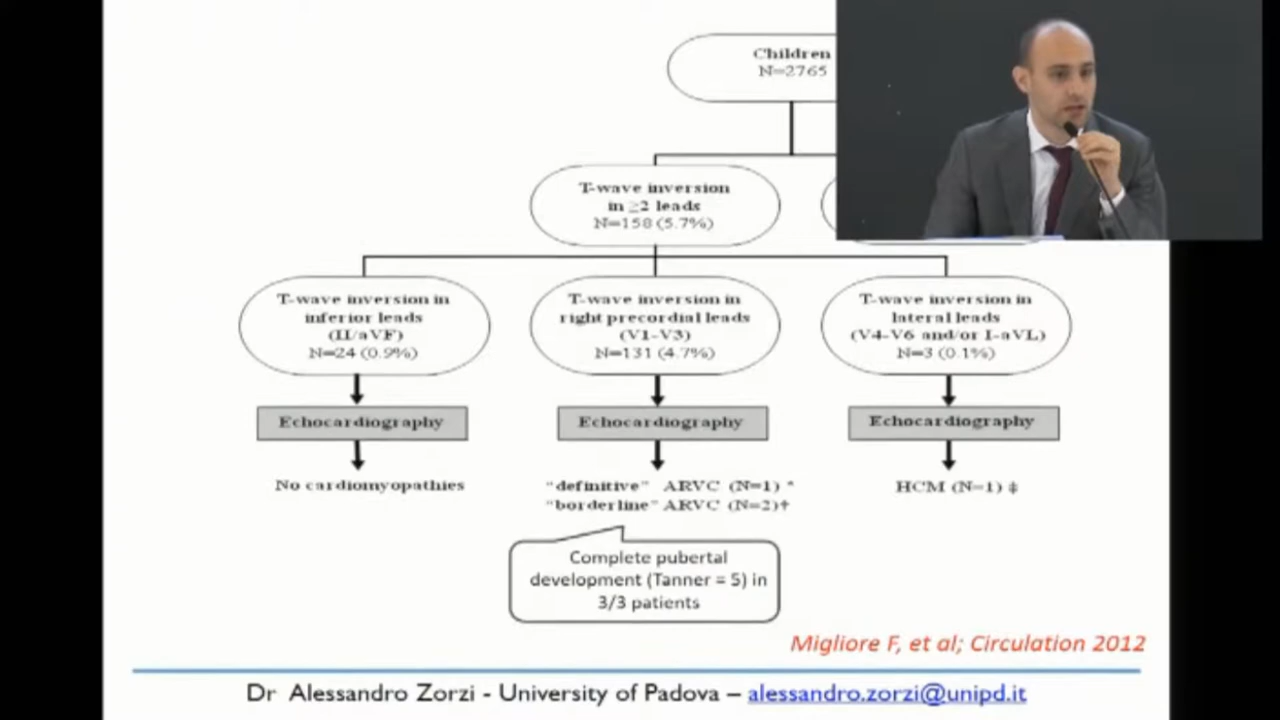 Children
N=2765
T-wave inversion
in ≥2 leads
N=158 (5.7%)
T-wave inversion in
inferior leads
(II/aVF)
N=24 (0.9%)
T-wave inversion in
right precordial leads
(V1-V3)
N=131 (4.7%)
T-wave inversion in
lateral leads
(V4-V6 and/or I-aVL)
N=3 (0.1%)
Echocardiography
Echocardiography
Echocardiography
No cardiomyopathies
"definitive" ARVC (N=1) *
"borderline" ARVC (N=2)†
HCM (N=1) ‡
Complete pubertal
development (Tanner = 5) in
3/3 patients
Migliore F, et al; Circulation 2012
Dr Alessandro Zorzi - University of Padova – alessandro.zorzi@unipd.it